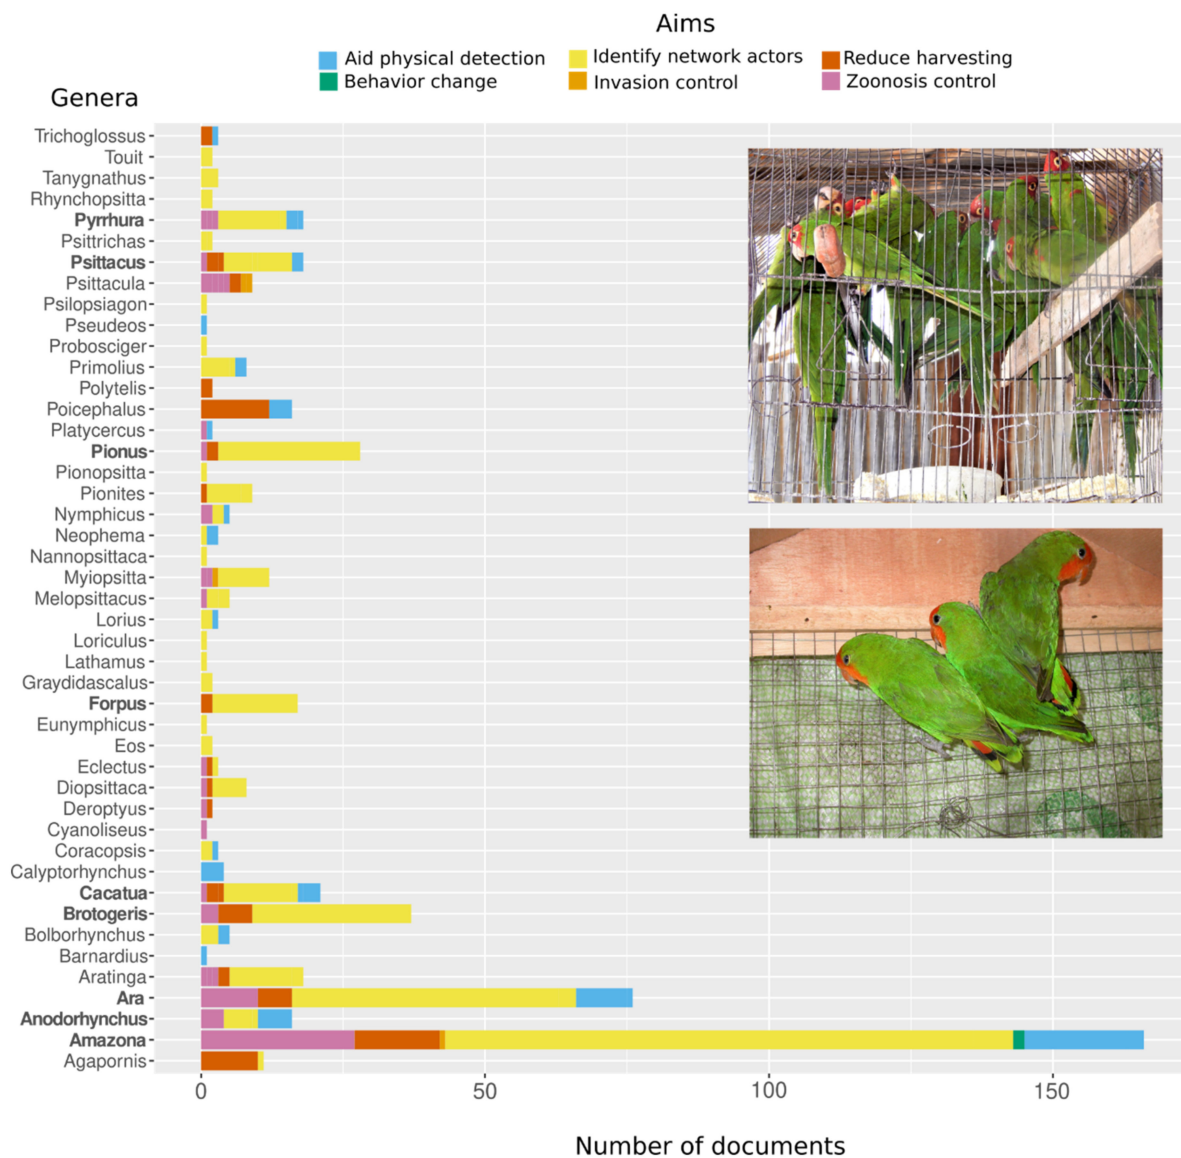 Aims
Aid physical detection Identify network actors Reduce harvesting
Behavior change Invasion control Zoonosis control
Genera
Trichoglossus
Touit
Tanygnathus
Rhynchopsitta
Pyrrhura
Psittrichas
Psittacus
Psittacula
Psilopsiagon
Pseudeos
Probosciger
Primolius
Polytelis
Poicephalus
Platycercus
Pionus
Pionopsitta
Pionites
Nymphicus
Neophema
Nannopsittaca
Myiopsitta
Melopsittacus
Lorius
Loriculus
Lathamus
Graydidascalus
Forpus
Eunymphicus
Eos
Eclectus
Diopsittaca
Deroptyus
Cyanoliseus
Coracopsis
Calyptorhynchus
Cacatua
Brotogeris
Bolborhynchus
Barnardius
Aratinga
Ara
Anodorhynchus
Amazona
Agapornis
0 50 100 150
Number of documents